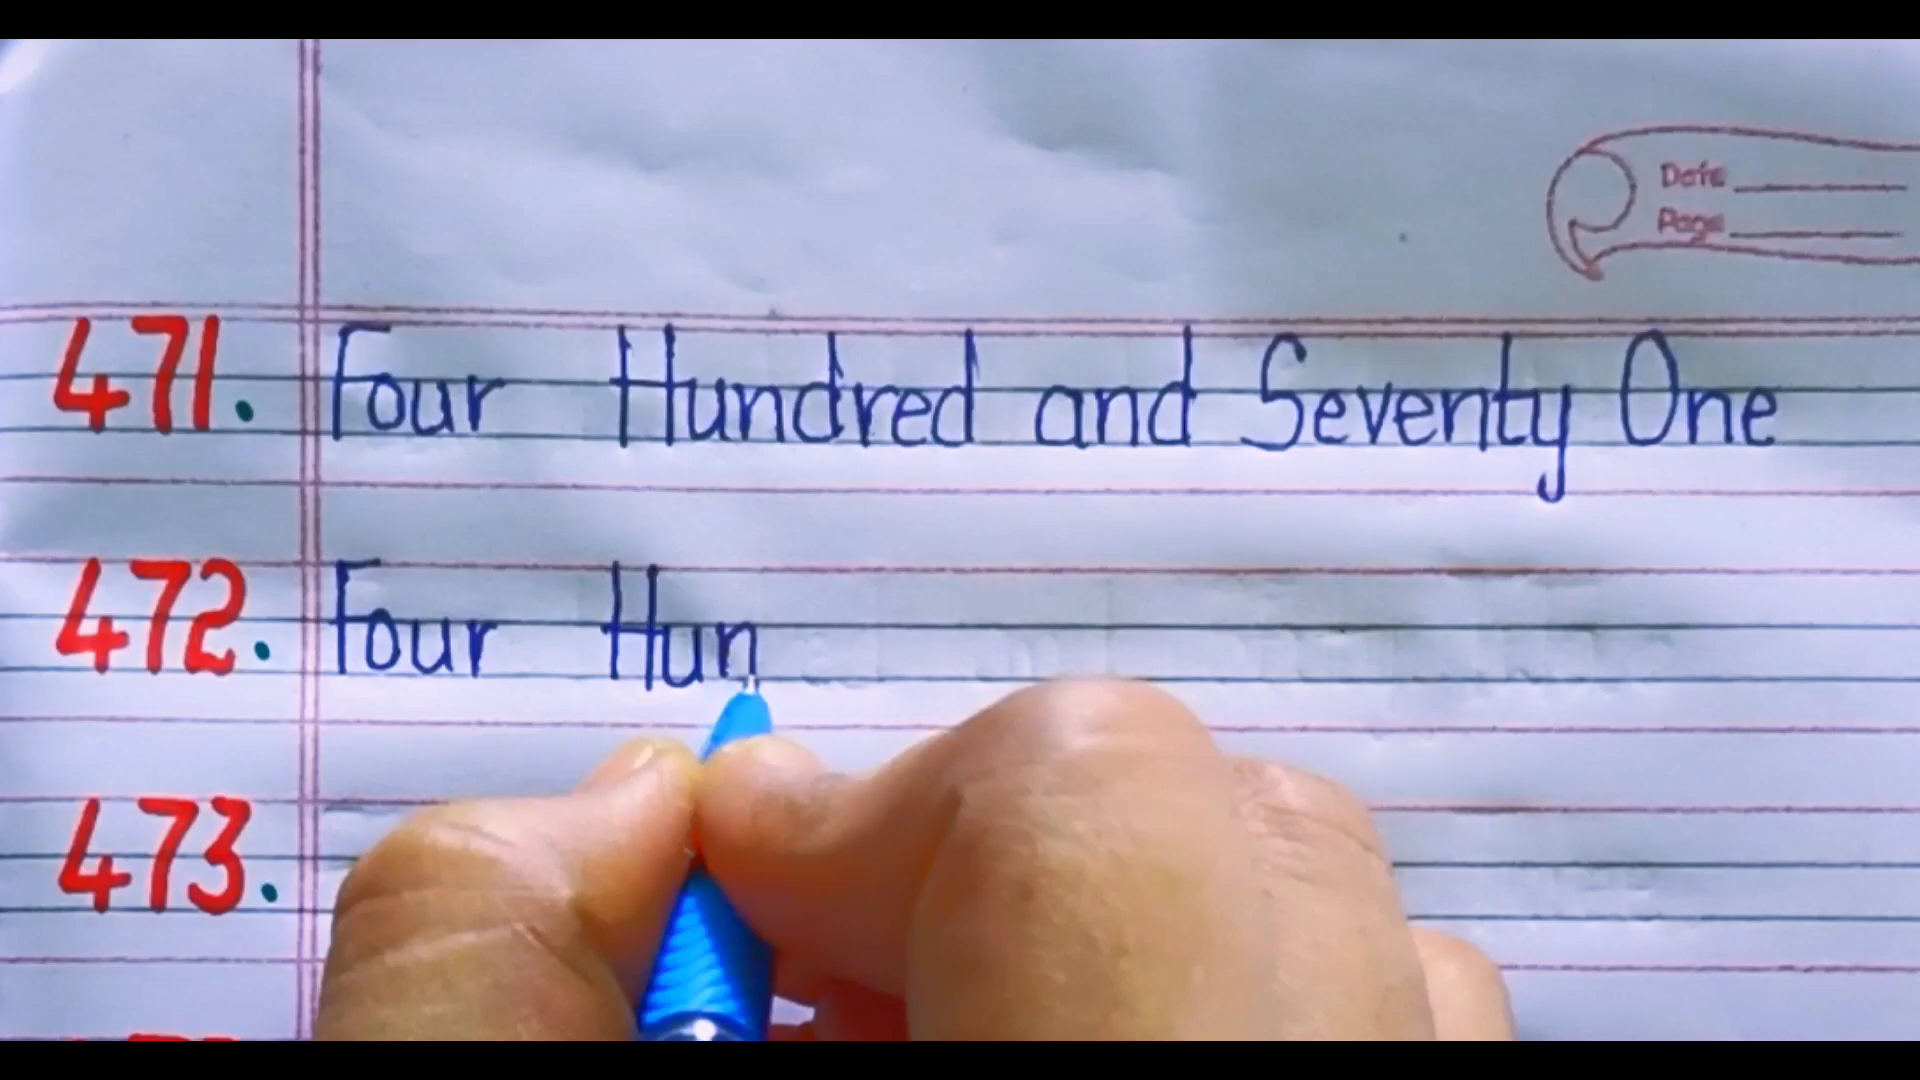 Date
Page
471. Four Hundred and Seventy One
472. Four Hun
473.